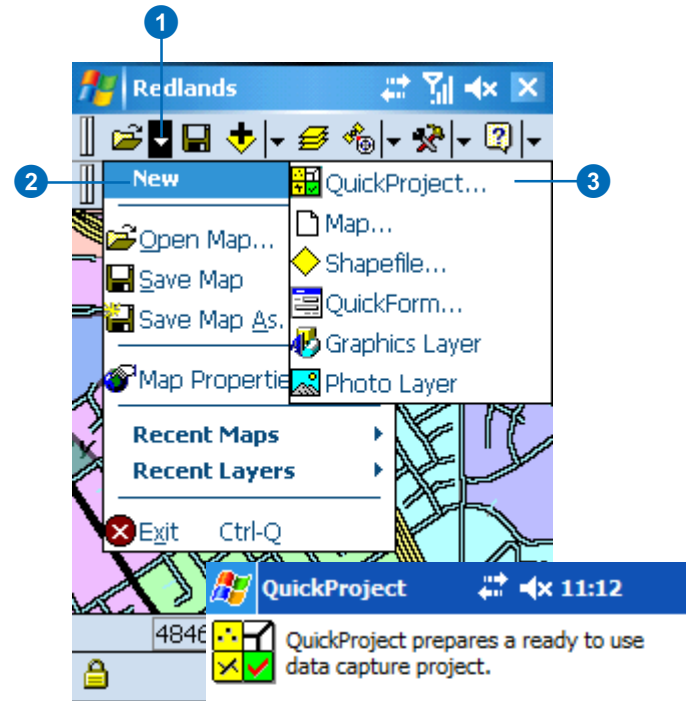 1
Redlands
2
New
QuickProject...
3
Map...
Open Map...
Shapefile...
Save Map
QuickForm...
Save Map As.
Graphics Layer
Map Propertie
Photo Layer
Recent Maps
Recent Layers
Exit Ctrl-Q
QuickProject 11:12
4846
QuickProject prepares a ready to use
data capture project.